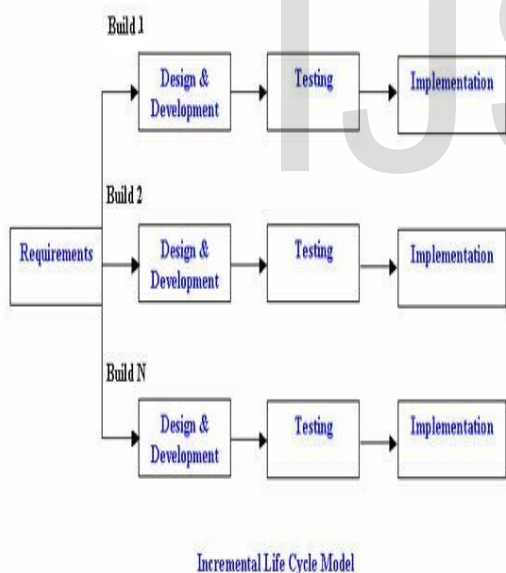 Build 1
Design &
Development
Testing
Implementation
Build 2
Requirements
Design &
Development
Testing
Implementation
Build N
Design &
Development
Testing
Implementation
Incremental Life Cycle Model
IJS